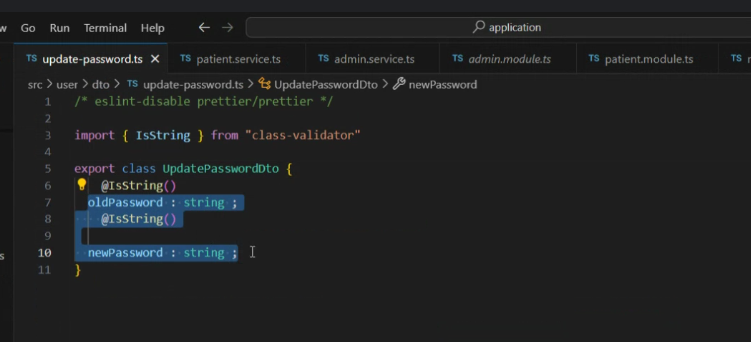 Go Run Terminal Help ← → application
TS update-password.ts × TS patient.service.ts TS admin.service.ts TS admin.module.ts TS patient.module.ts TS
src > user > dto > TS update-password.ts > UpdatePasswordDto > newPassword
1 /* eslint-disable prettier/prettier */
2
3 import { IsString } from "class-validator"
4
5 export class UpdatePasswordDto {
6 @IsString()
7 oldPassword : string ;
8 @IsString()
9
10 newPassword : string ;
11 }